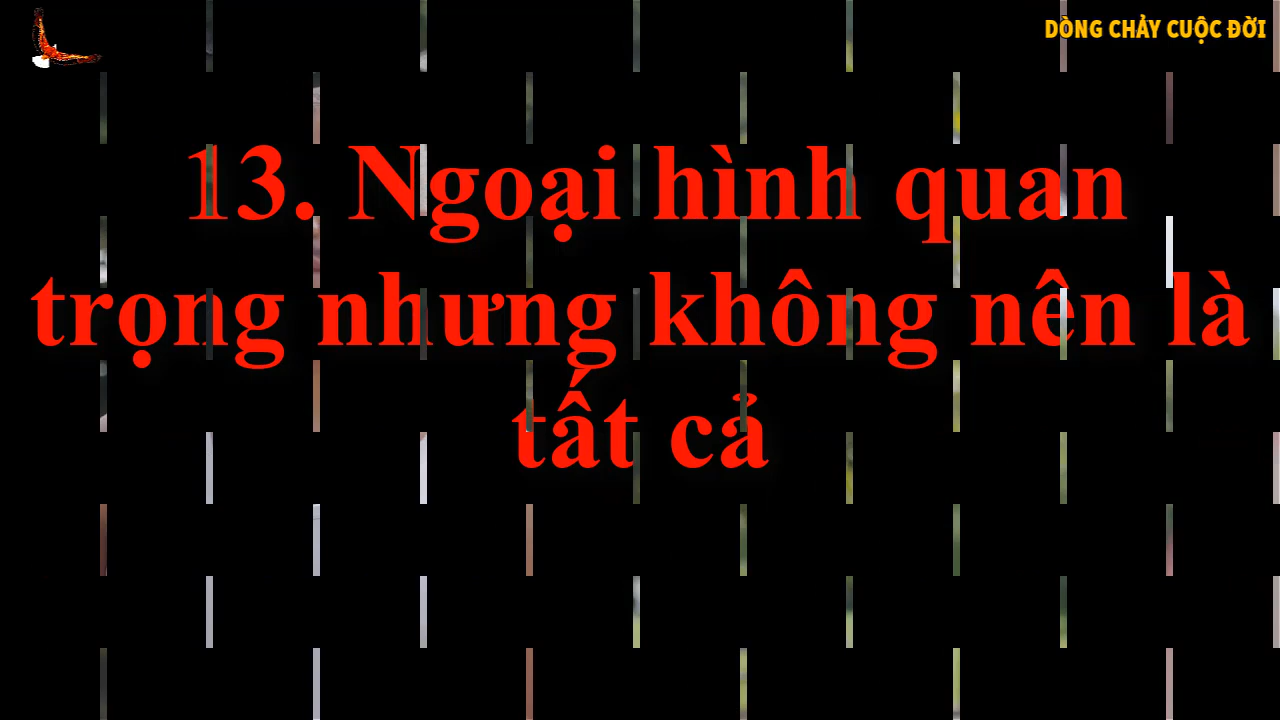 DÒNG CHẢY CUỘC ĐỜI
13. Ngoại hình quan
trọng nhưng không nên là
tất cả